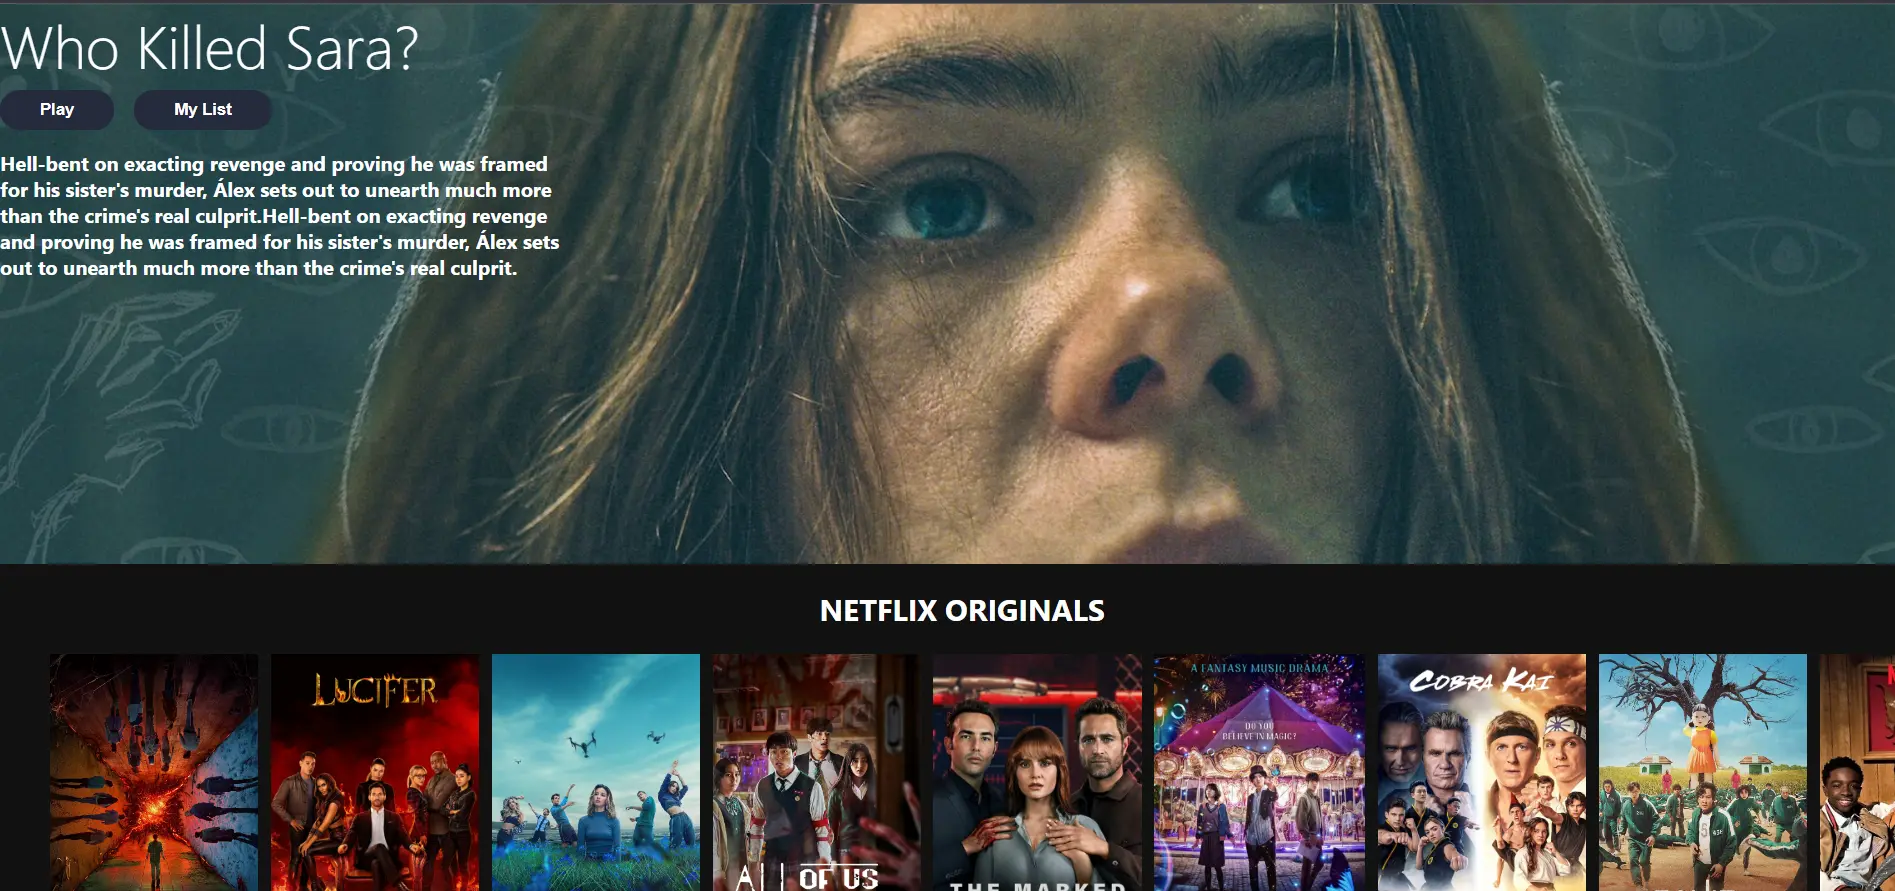 Who Killed Sara?
Play
My List
Hell-bent on exacting revenge and proving he was framed
for his sister's murder, Álex sets out to unearth much more
than the crime's real culprit.Hell-bent on exacting revenge
and proving he was framed for his sister's murder, Álex sets
out to unearth much more than the crime's real culprit.
NETFLIX ORIGINALS
LUCIFER
ALL OF US
THE MARKED
A FANTASY MUSIC DRAMA
DO YOU
BELIEVE IN MAGIC?
COBRA KAI